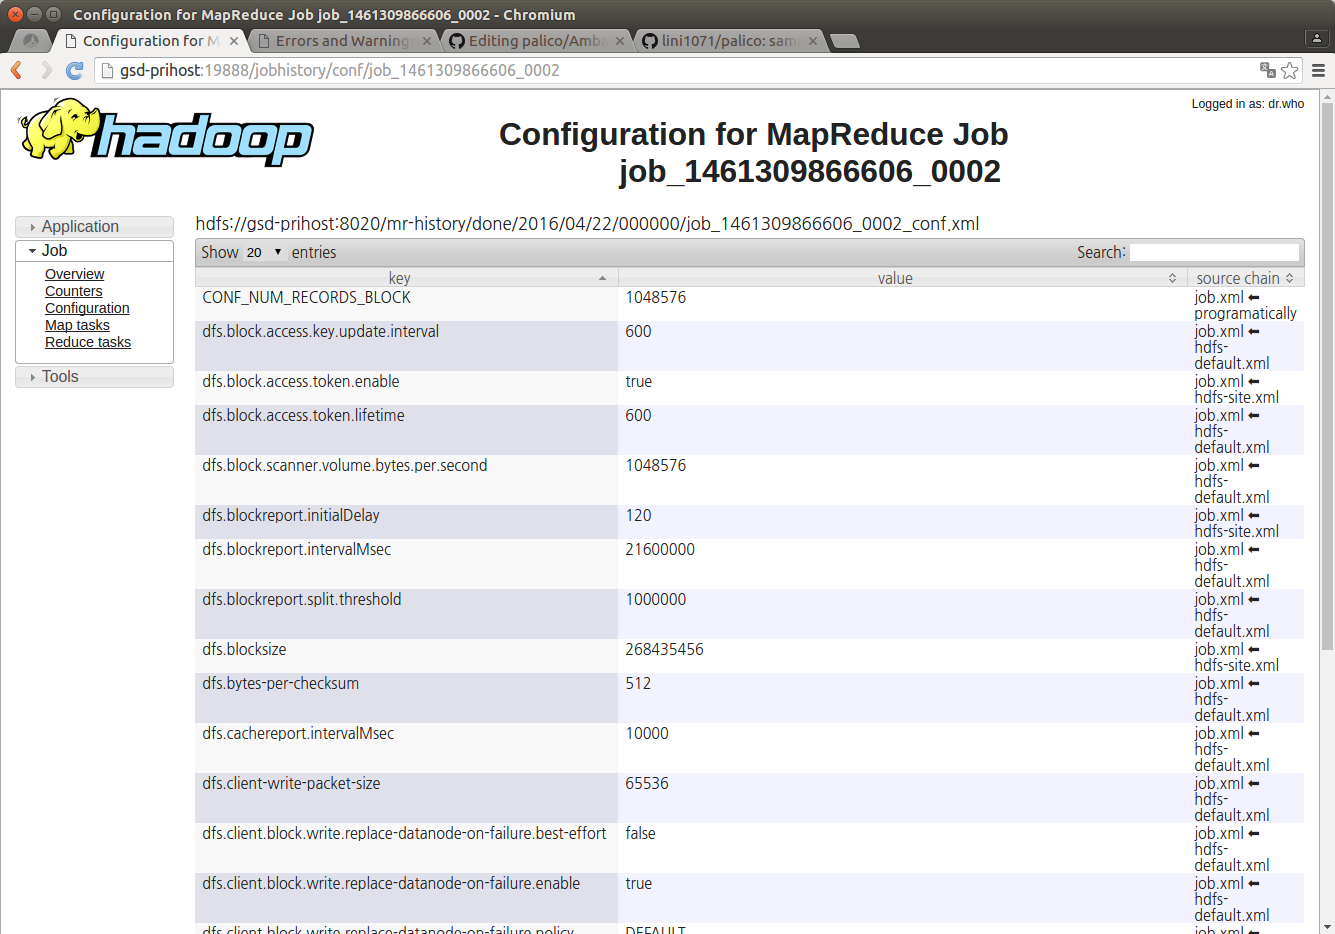 Configuration for MapReduce Job job_1461309866606_0002 - Chromium
Configuration for M
Errors and Warning
Editing palico/Amba
lini1071/palico: sam
gsd-prihost:19888/jobhistory/conf/job_1461309866606_0002
Logged in as: dr.who
hadoop
Configuration for MapReduce Job
job_1461309866606_0002
Application
Job
Overview
Counters
Configuration
Map tasks
Reduce tasks
Tools
hdfs://gsd-prihost:8020/mr-history/done/2016/04/22/000000/job_1461309866606_0002_conf.xml
Show 20 entries Search:
key value source chain
CONF_NUM_RECORDS_BLOCK 1048576 job.xml ⬅
programatically
dfs.block.access.key.update.interval 600 job.xml ⬅
hdfs-
default.xml
dfs.block.access.token.enable true job.xml ⬅
hdfs-site.xml
dfs.block.access.token.lifetime 600 job.xml ⬅
hdfs-
default.xml
dfs.block.scanner.volume.bytes.per.second 1048576 job.xml ⬅
hdfs-
default.xml
dfs.blockreport.initialDelay 120 job.xml ⬅
hdfs-site.xml
dfs.blockreport.intervalMsec 21600000 job.xml ⬅
hdfs-
default.xml
dfs.blockreport.split.threshold 1000000 job.xml ⬅
hdfs-
default.xml
dfs.blocksize 268435456 job.xml ⬅
hdfs-site.xml
dfs.bytes-per-checksum 512 job.xml ⬅
hdfs-
default.xml
dfs.cachereport.intervalMsec 10000 job.xml ⬅
hdfs-
default.xml
dfs.client-write-packet-size 65536 job.xml ⬅
hdfs-
default.xml
dfs.client.block.write.replace-datanode-on-failure.best-effort false job.xml ⬅
hdfs-
default.xml
dfs.client.block.write.replace-datanode-on-failure.enable true job.xml ⬅
hdfs-
default.xml
dfs.client.block.write.replace-datanode-on-failure.policy DEFAULT job.xml ⬅